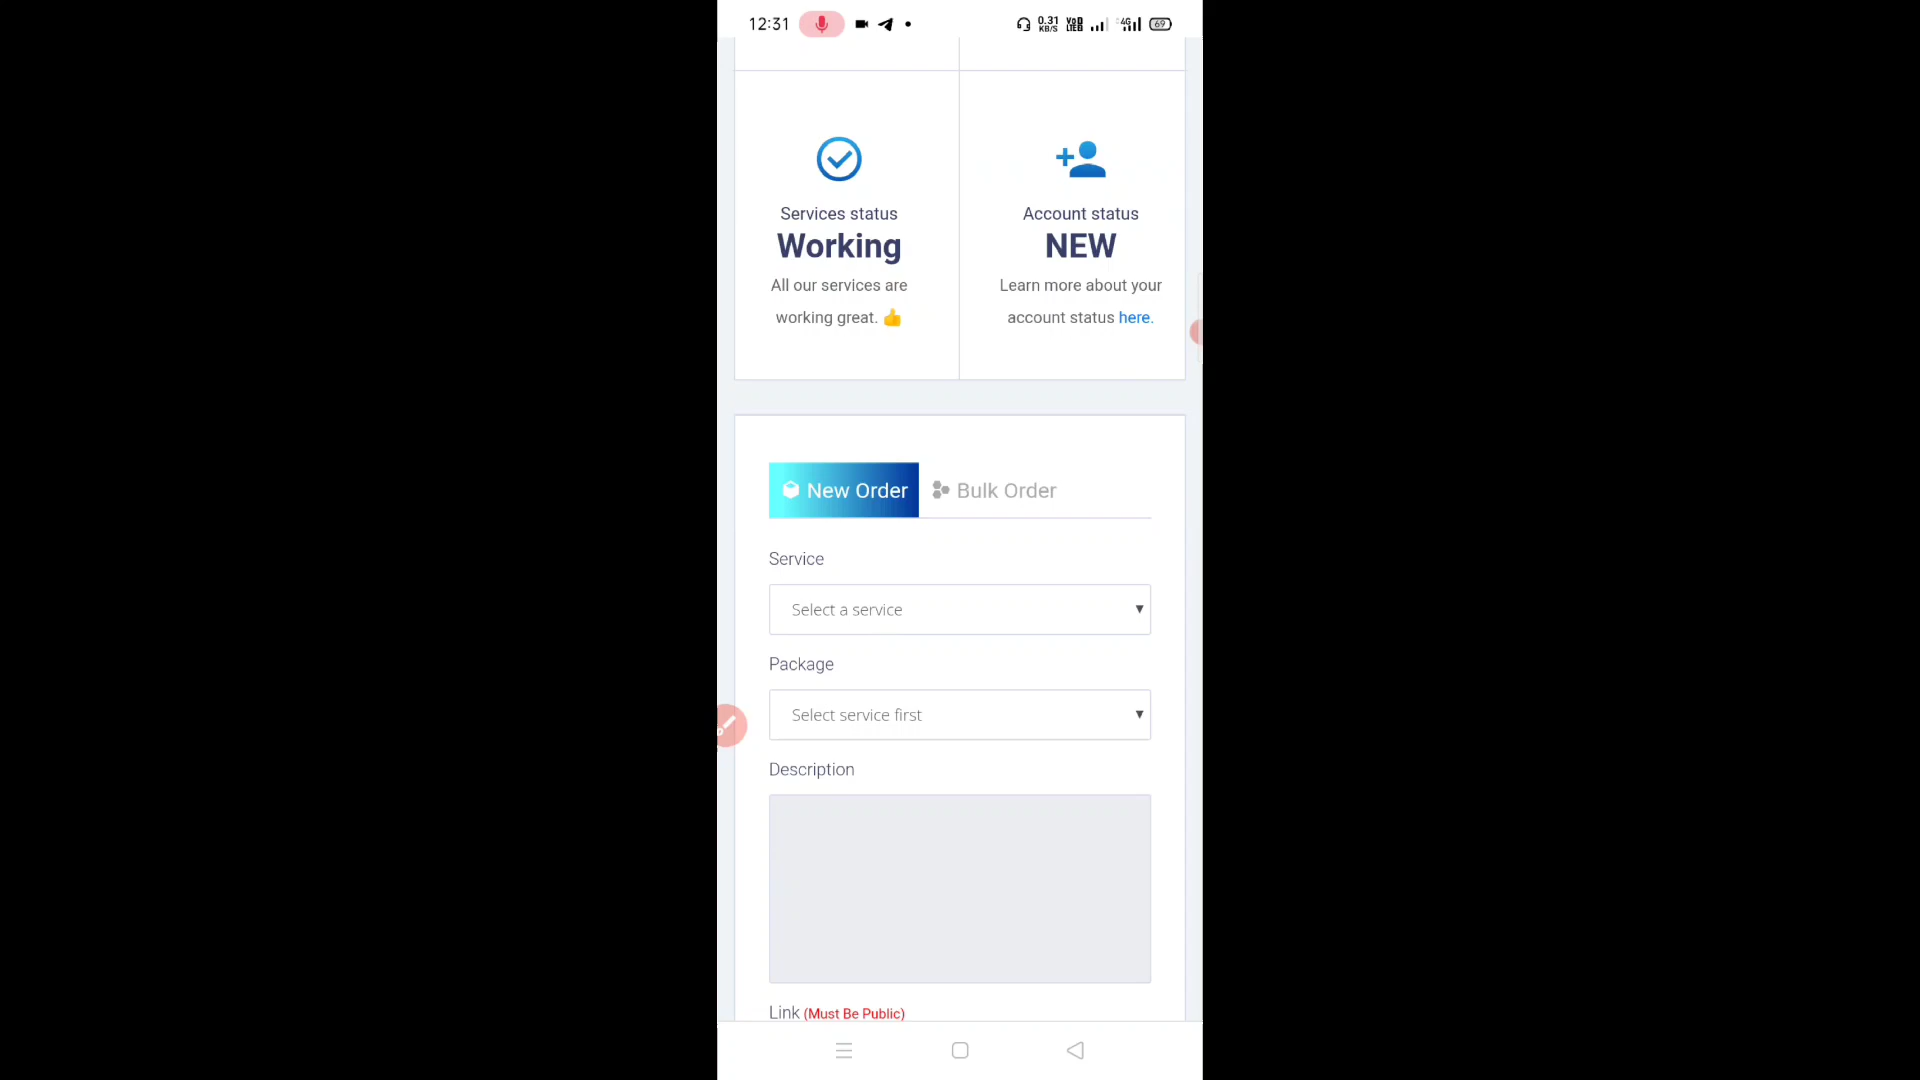 12:31
0.31
KB/S
4G
69
Services status
Working
All our services are
working great. 👍
Account status
NEW
Learn more about your
account status here.
New Order
Bulk Order
Service
Select a service
Package
Select service first
Description
Link (Must Be Public)